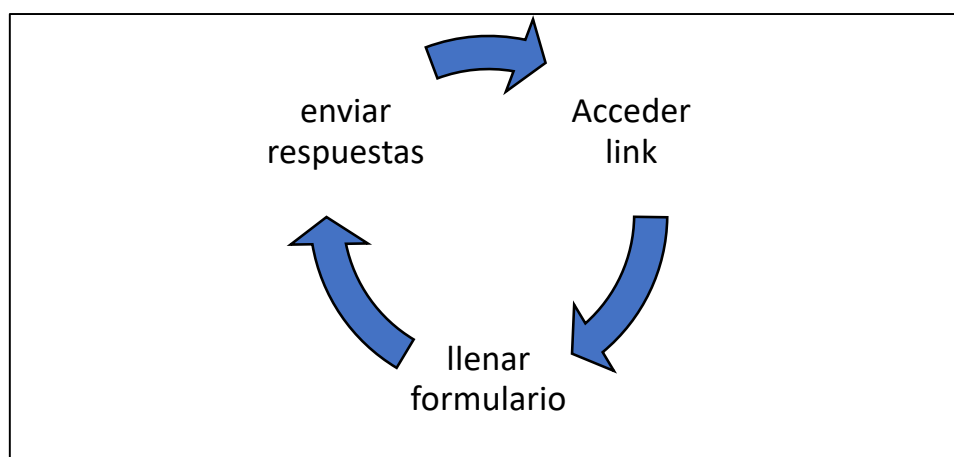 enviar
respuestas
Acceder
link
llenar
formulario